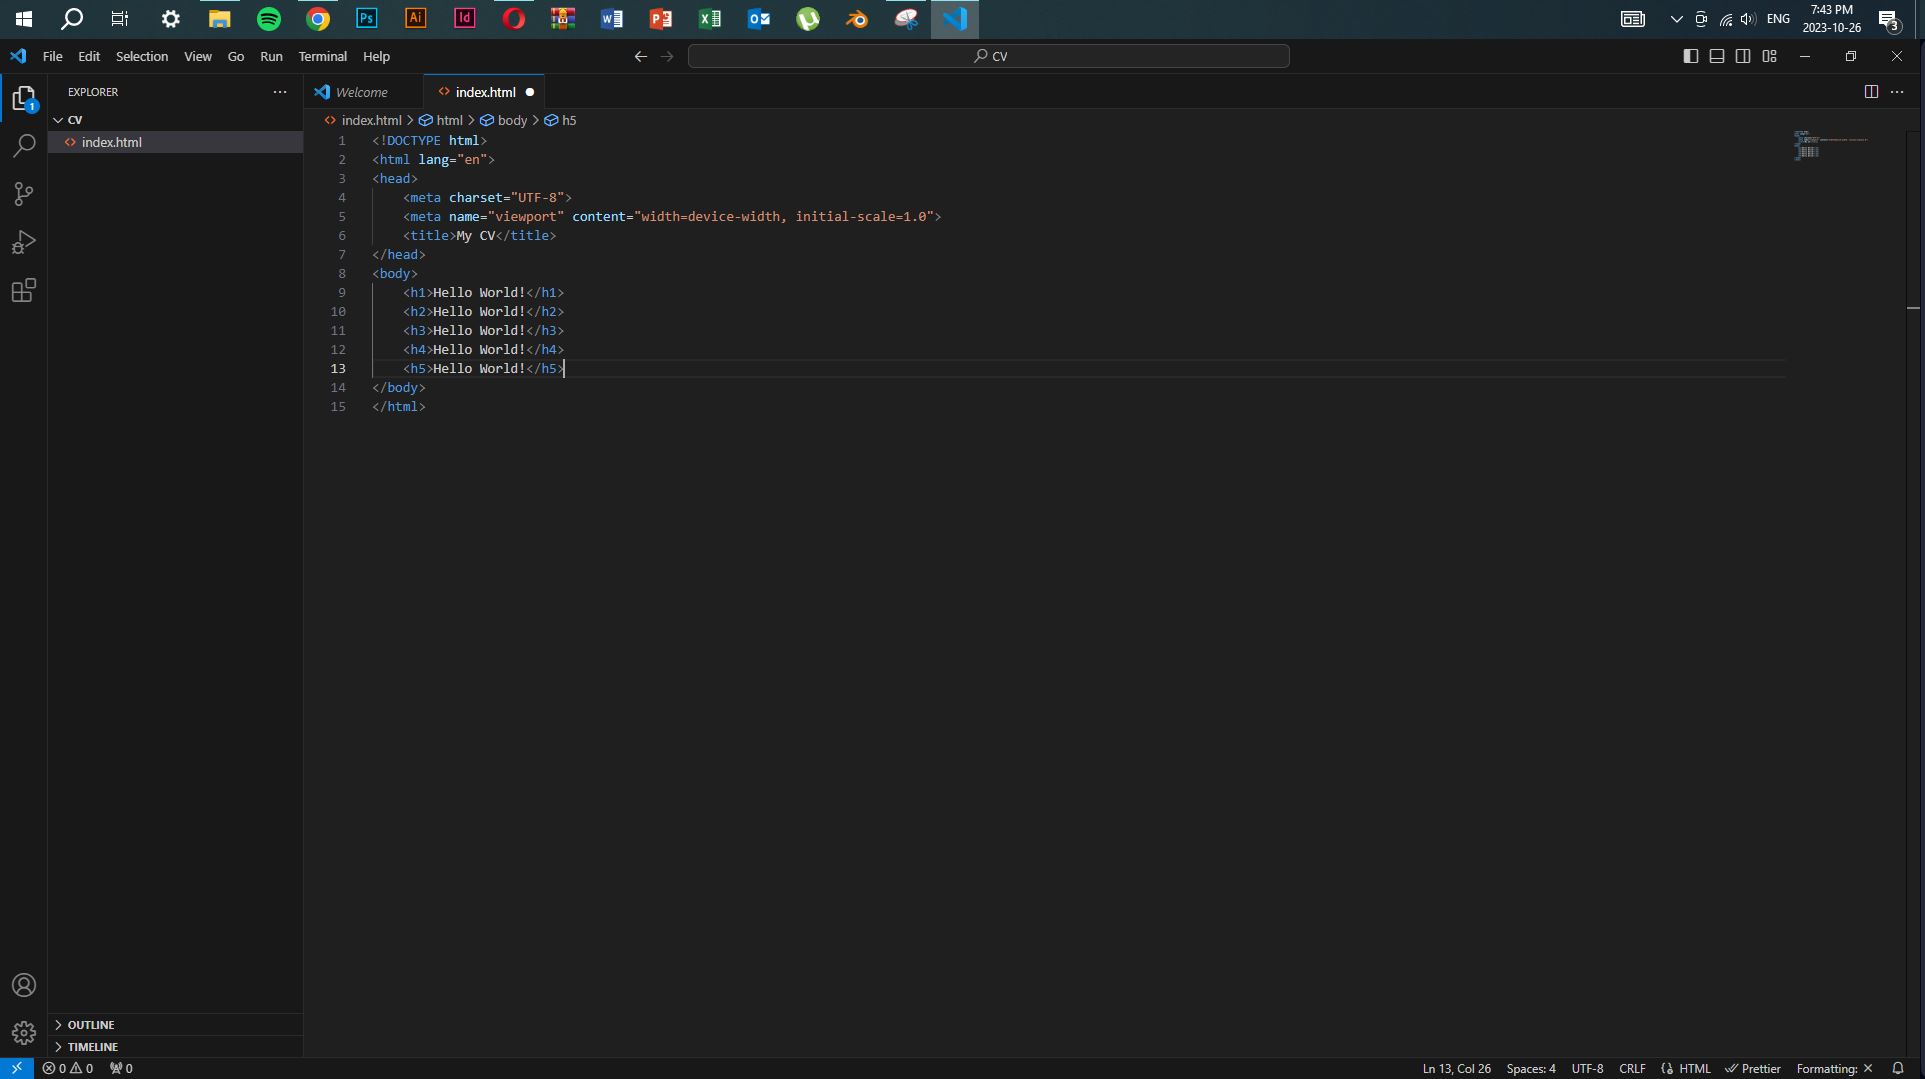 Ps Ai Id ENG 7:43 PM
2023-10-26
3
File Edit Selection View Go Run Terminal Help CV
EXPLORER Welcome index.html
1
index.html > html > body > h5
CV
index.html
1 <!DOCTYPE html>
2 <html lang="en">
3 <head>
4 <meta charset="UTF-8">
5 <meta name="viewport" content="width=device-width, initial-scale=1.0">
6 <title>My CV</title>
7 </head>
8 <body>
9 <h1>Hello World!</h1>
10 <h2>Hello World!</h2>
11 <h3>Hello World!</h3>
12 <h4>Hello World!</h4>
13 <h5>Hello World!</h5>
14 </body>
15 </html>
OUTLINE
TIMELINE
0 0 0 Ln 13, Col 26 Spaces: 4 UTF-8 CRLF HTML Prettier Formatting: ✕